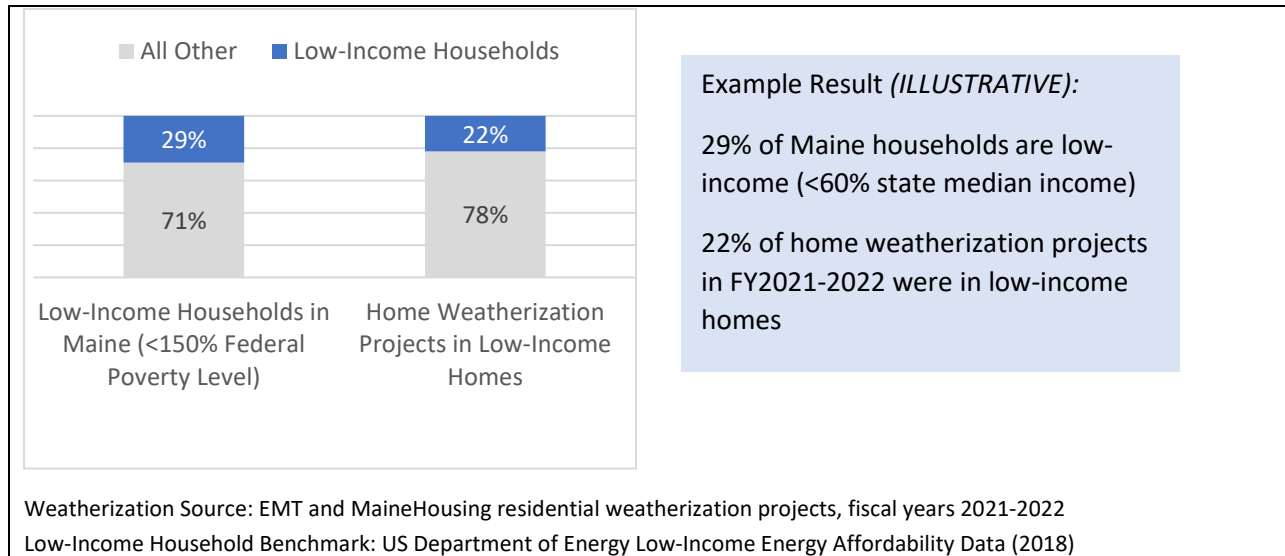 All Other
Low-Income Households
29%
71%
22%
78%
Low-Income Households in
Maine (<150% Federal
Poverty Level)
Home Weatherization
Projects in Low-Income
Homes
Example Result (ILLUSTRATIVE):
29% of Maine households are low-
income (<60% state median income)
22% of home weatherization projects
in FY2021-2022 were in low-income
homes
Weatherization Source: EMT and MaineHousing residential weatherization projects, fiscal years 2021-2022
Low-Income Household Benchmark: US Department of Energy Low-Income Energy Affordability Data (2018)